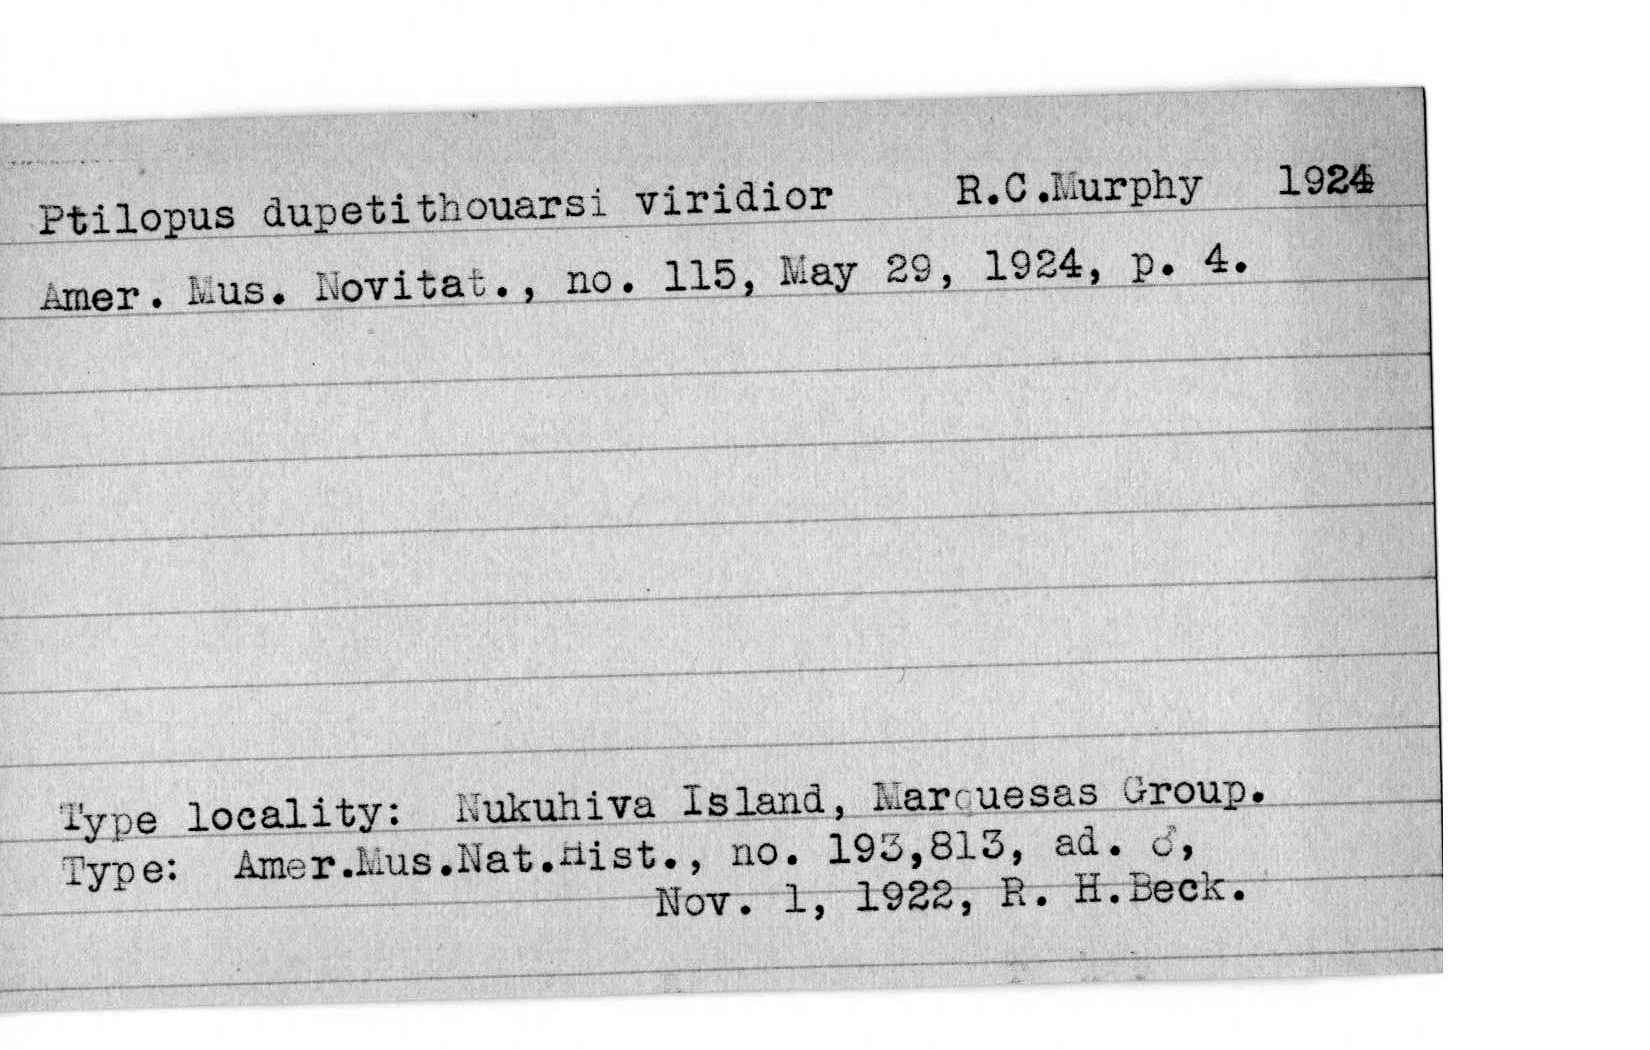 Ptilopus dupetithouarsi viridior R.C.Murphy 1924
Amer. Mus. Novitat., no. 115, May 29, 1924, p. 4.
Type locality: Nukuhiva Island, Marquesas Group.
Type: Amer.Mus.Nat.Hist., no. 193,813, ad. ♂,
Nov. 1, 1922, R. H.Beck.